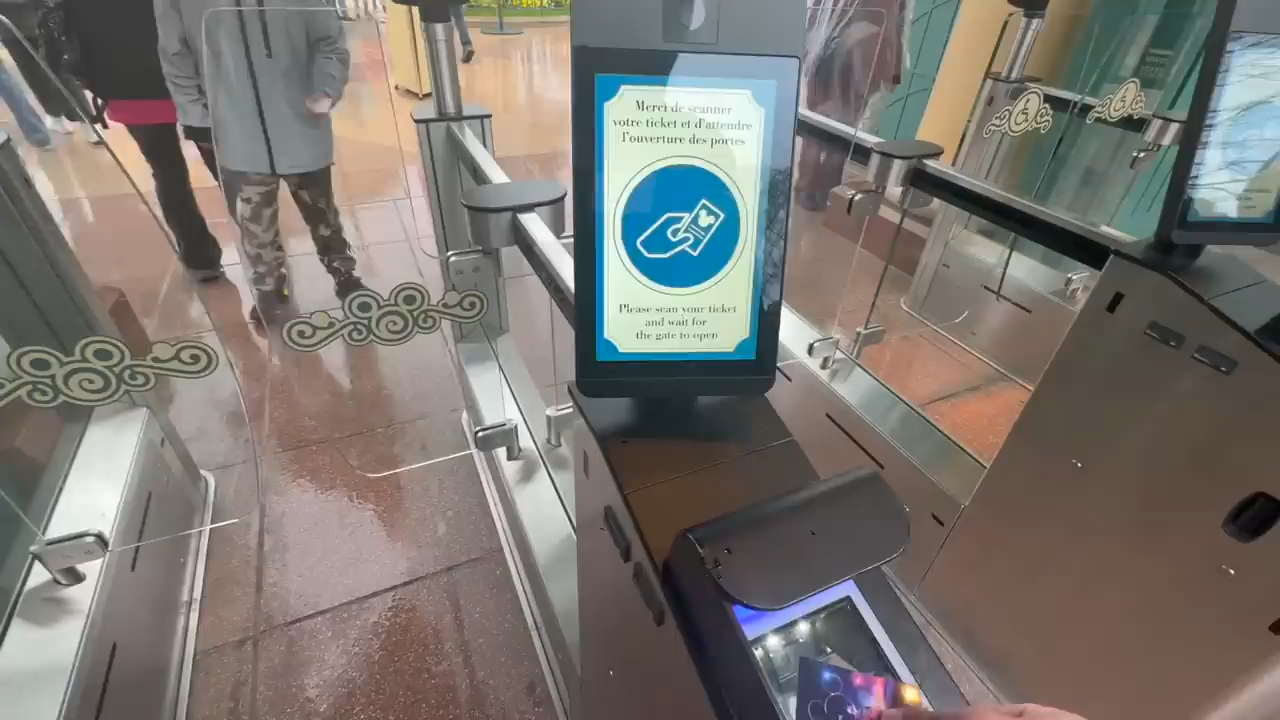 Merci de scanner
votre ticket et d'attendre
l'ouverture des portes
Please scan your ticket
and wait for
the gate to open